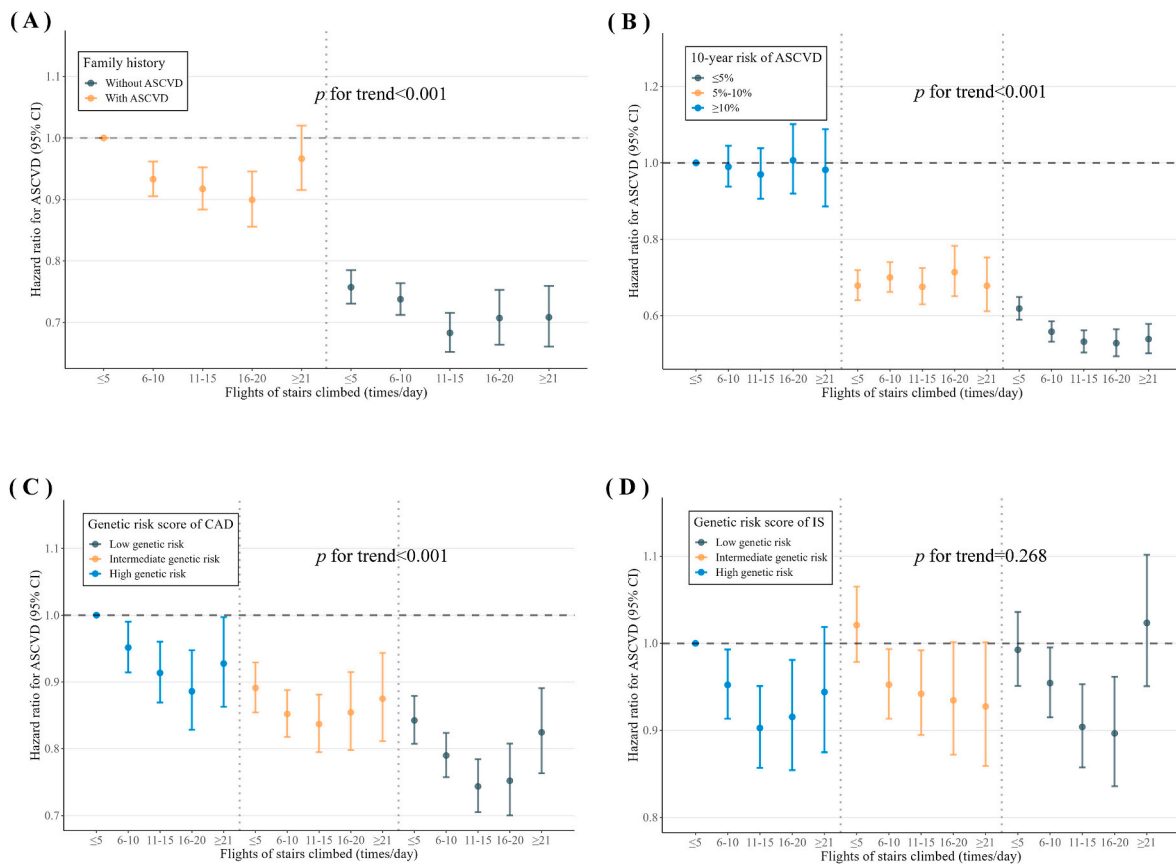 ( A )
Hazard ratio for ASCVD (95% CI)
1.1
1.0
0.9
0.8
0.7
Family history
Without ASCVD
With ASCVD
p for trend<0.001
≤5 6-10 11-15 16-20 ≥21 ≤5 6-10 11-15 16-20 ≥21
Flights of stairs climbed (times/day)
( B )
Hazard ratio for ASCVD (95% CI)
1.2
1.0
0.8
0.6
10-year risk of ASCVD
≤5%
5%-10%
≥10%
p for trend<0.001
≤5 6-10 11-15 16-20 ≥21 ≤5 6-10 11-15 16-20 ≥21 ≤5 6-10 11-15 16-20 ≥21
Flights of stairs climbed (times/day)
( C )
Hazard ratio for ASCVD (95% CI)
1.1
1.0
0.9
0.8
0.7
Genetic risk score of CAD
Low genetic risk
Intermediate genetic risk
High genetic risk
p for trend<0.001
≤5 6-10 11-15 16-20 ≥21 ≤5 6-10 11-15 16-20 ≥21 ≤5 6-10 11-15 16-20 ≥21
Flights of stairs climbed (times/day)
( D )
Hazard ratio for ASCVD (95% CI)
1.1
1.0
0.9
0.8
Genetic risk score of IS
Low genetic risk
Intermediate genetic risk
High genetic risk
p for trend=0.268
≤5 6-10 11-15 16-20 ≥21 ≤5 6-10 11-15 16-20 ≥21 ≤5 6-10 11-15 16-20 ≥21
Flights of stairs climbed (times/day)